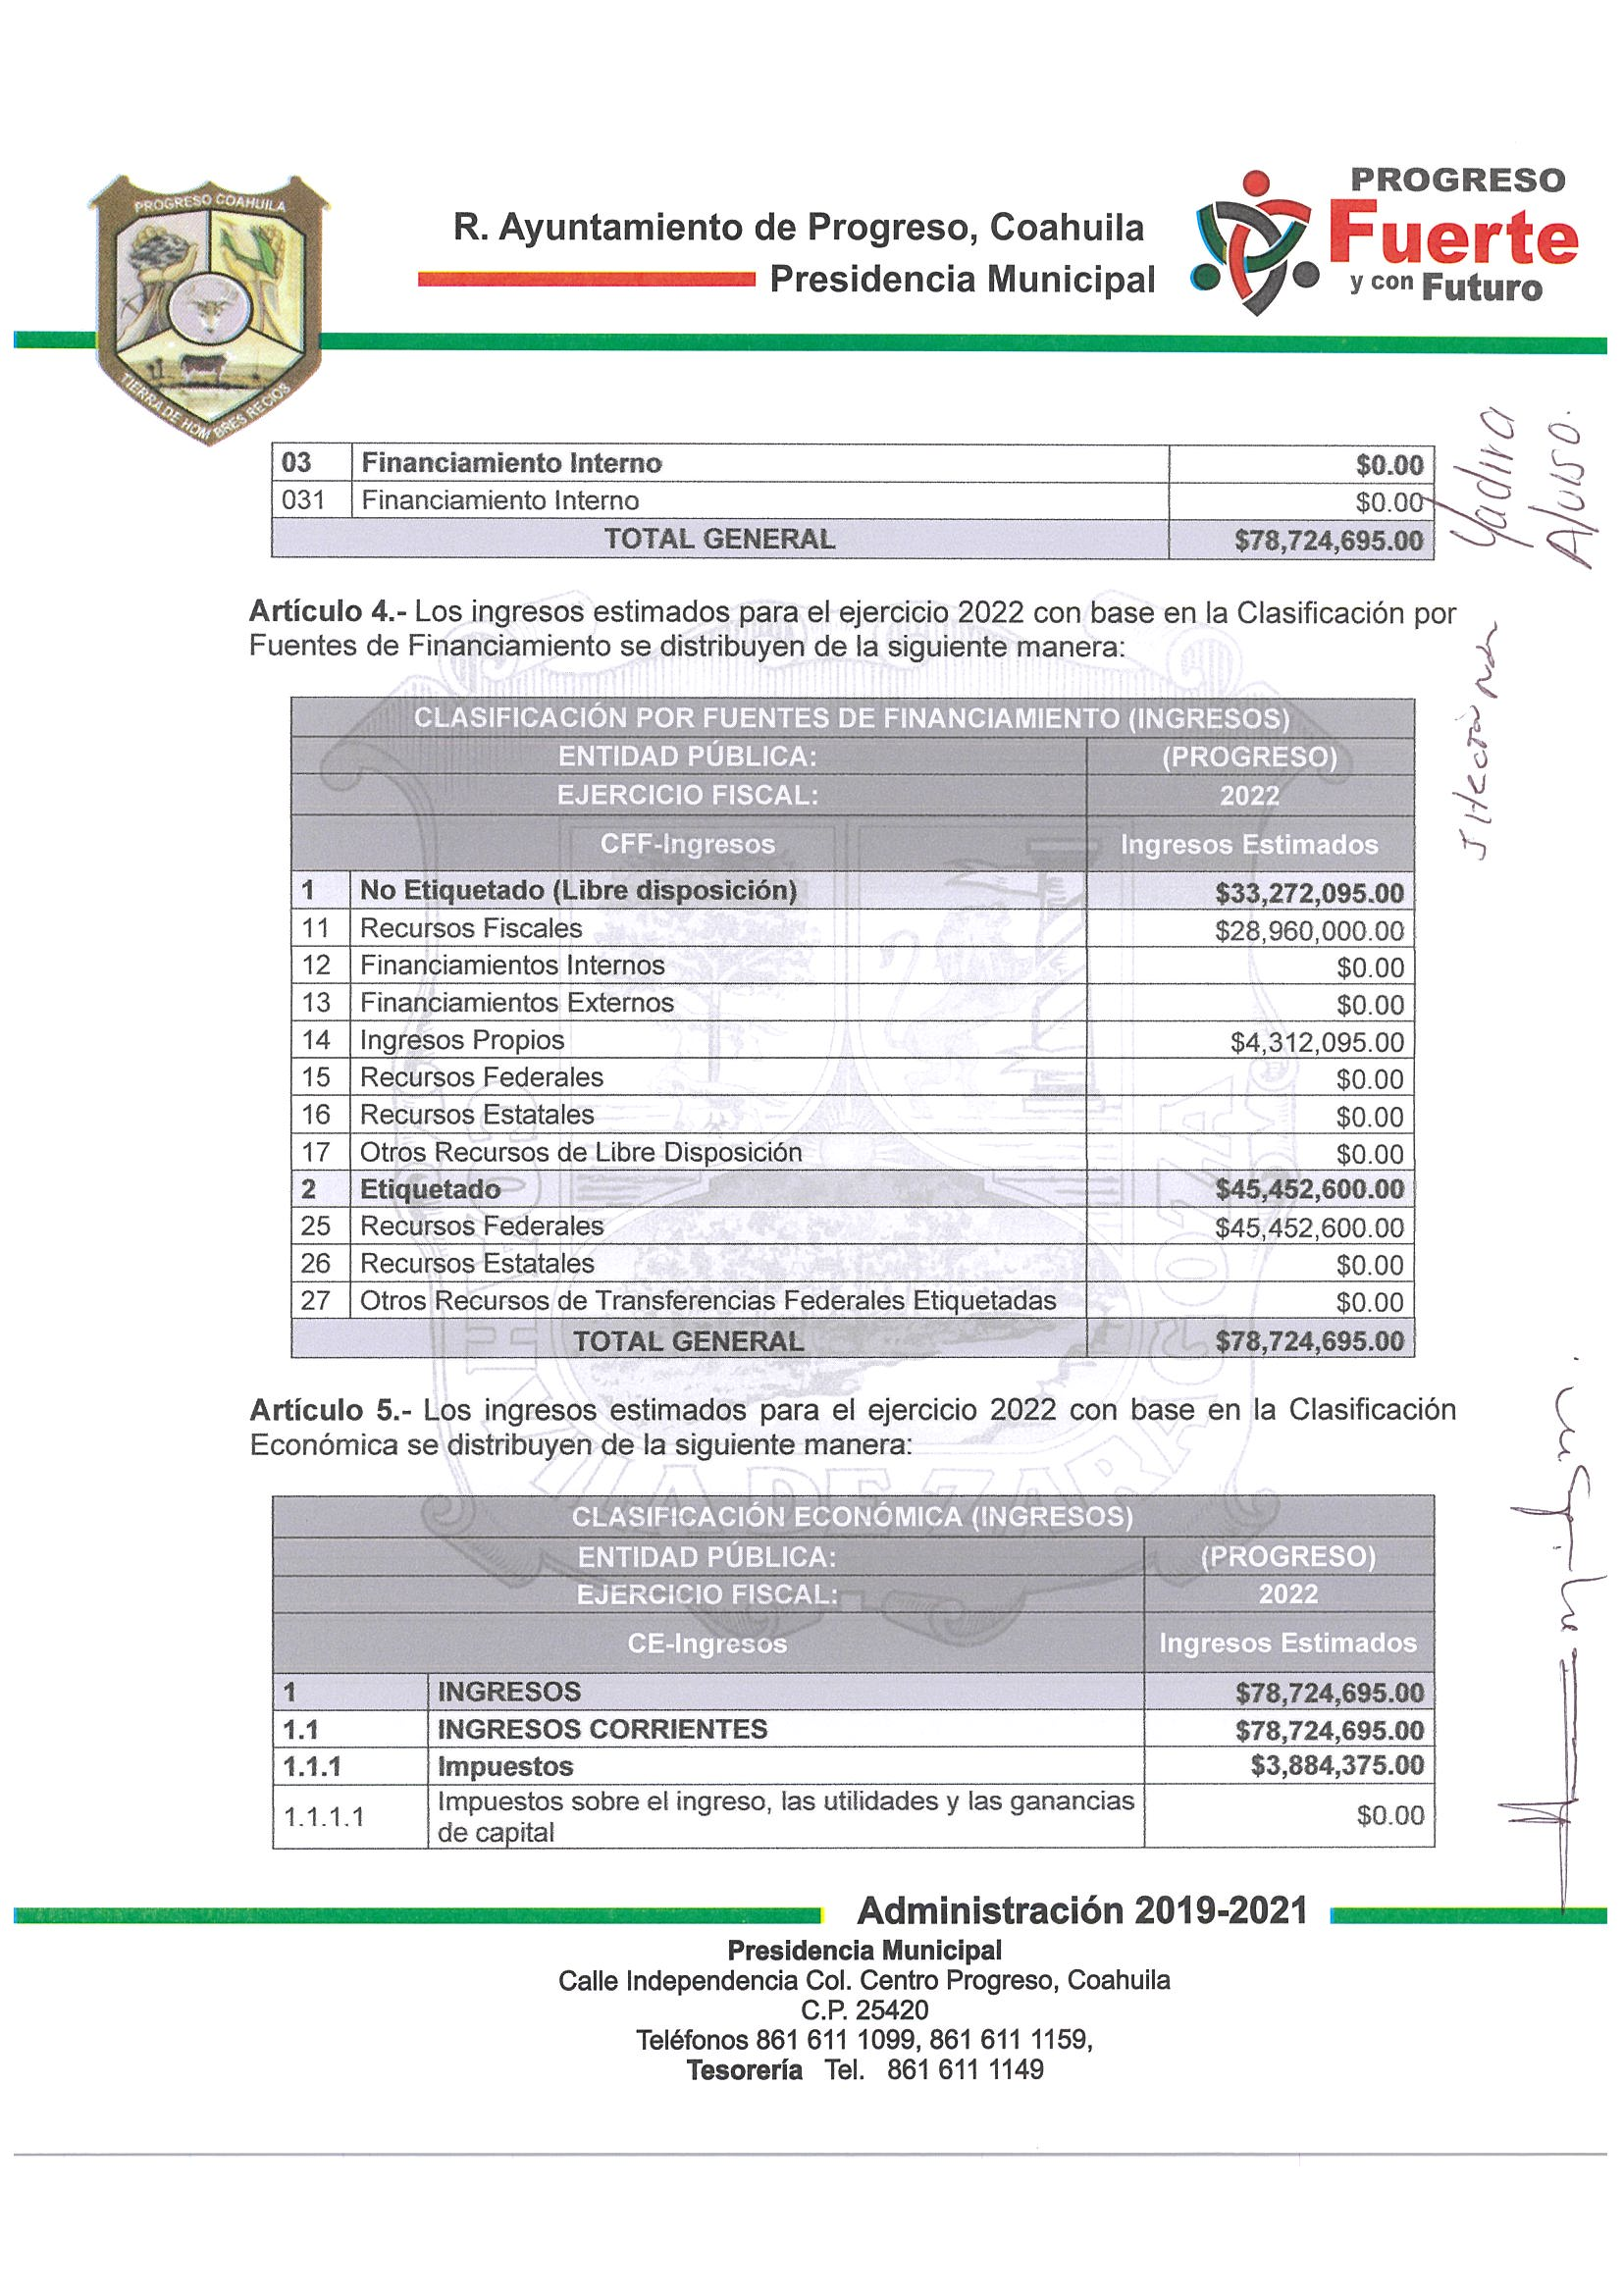 PROGRESO COAHUILA
TIERRA DE HOMBRES RECIOS
R. Ayuntamiento de Progreso, Coahuila
Presidencia Municipal
PROGRESO
Fuerte
y con Futuro
03 Financiamiento Interno $0.00
031 Financiamiento Interno $0.00
TOTAL GENERAL $78,724,695.00
Yadira
Artículo 4.- Los ingresos estimados para el ejercicio 2022 con base en la Clasificación por
Fuentes de Financiamiento se distribuyen de la siguiente manera:
CLASIFICACIÓN POR FUENTES DE FINANCIAMIENTO (INGRESOS)
ENTIDAD PÚBLICA: (PROGRESO)
EJERCICIO FISCAL: 2022
CFF-Ingresos Ingresos Estimados
1 No Etiquetado (Libre disposición) $33,272,095.00
11 Recursos Fiscales $28,960,000.00
12 Financiamientos Internos $0.00
13 Financiamientos Externos $0.00
14 Ingresos Propios $4,312,095.00
15 Recursos Federales $0.00
16 Recursos Estatales $0.00
17 Otros Recursos de Libre Disposición $0.00
2 Etiquetado $45,452,600.00
25 Recursos Federales $45,452,600.00
26 Recursos Estatales $0.00
27 Otros Recursos de Transferencias Federales Etiquetadas $0.00
TOTAL GENERAL $78,724,695.00
Artículo 5.- Los ingresos estimados para el ejercicio 2022 con base en la Clasificación
Económica se distribuyen de la siguiente manera:
CLASIFICACIÓN ECONÓMICA (INGRESOS)
ENTIDAD PÚBLICA: (PROGRESO)
EJERCICIO FISCAL: 2022
CE-Ingresos Ingresos Estimados
1 INGRESOS $78,724,695.00
1.1 INGRESOS CORRIENTES $78,724,695.00
1.1.1 Impuestos $3,884,375.00
1.1.1.1 Impuestos sobre el ingreso, las utilidades y las ganancias $0.00
de capital
Administración 2019-2021
Presidencia Municipal
Calle Independencia Col. Centro Progreso, Coahuila
C.P. 25420
Teléfonos 861 611 1099, 861 611 1159,
Tesorería Tel. 861 611 1149